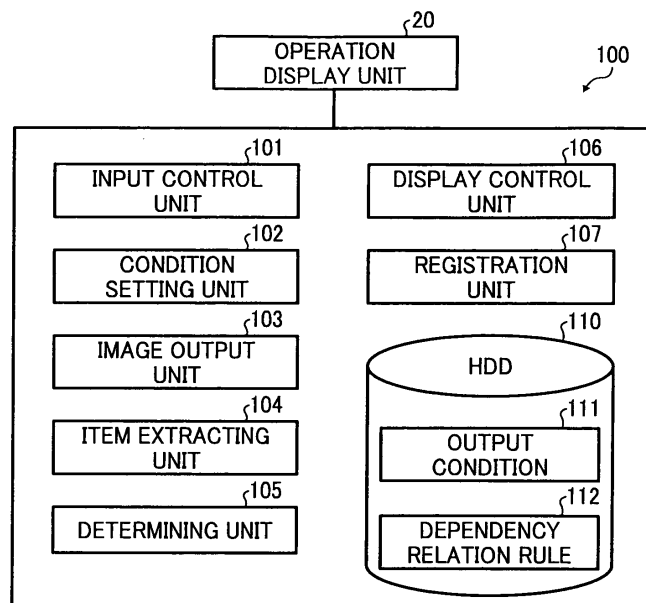 20
OPERATION
DISPLAY UNIT
100
101
INPUT CONTROL
UNIT
102
CONDITION
SETTING UNIT
103
IMAGE OUTPUT
UNIT
104
ITEM EXTRACTING
UNIT
105
DETERMINING UNIT
106
DISPLAY CONTROL
UNIT
107
REGISTRATION
UNIT
110
HDD
111
OUTPUT
CONDITION
112
DEPENDENCY
RELATION RULE